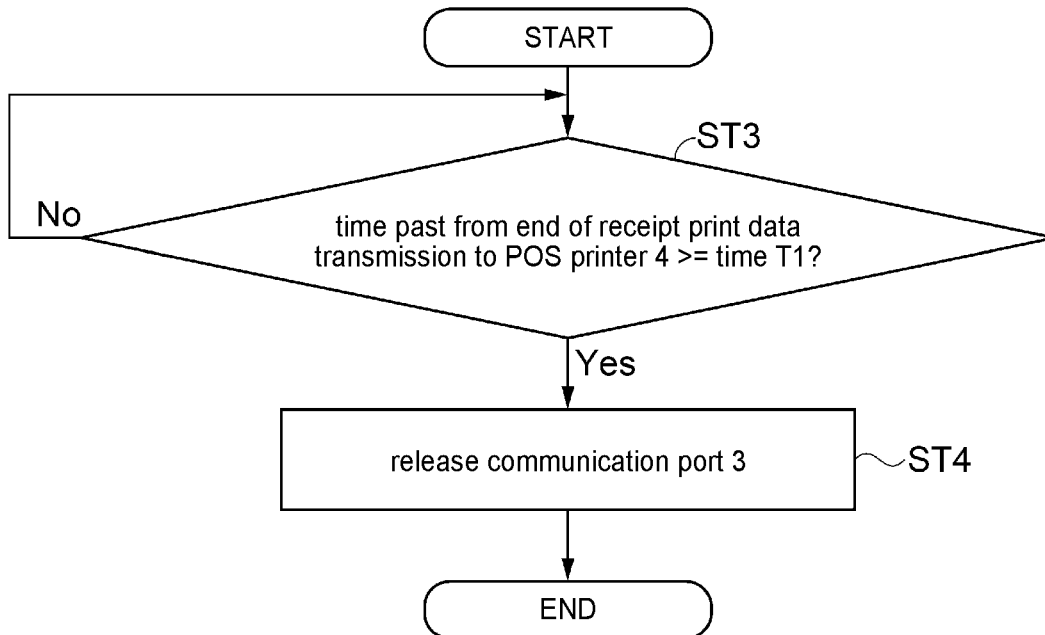 START
ST3
No
time past from end of receipt print data
transmission to POS printer 4 >= time T1?
Yes
release communication port 3
ST4
END